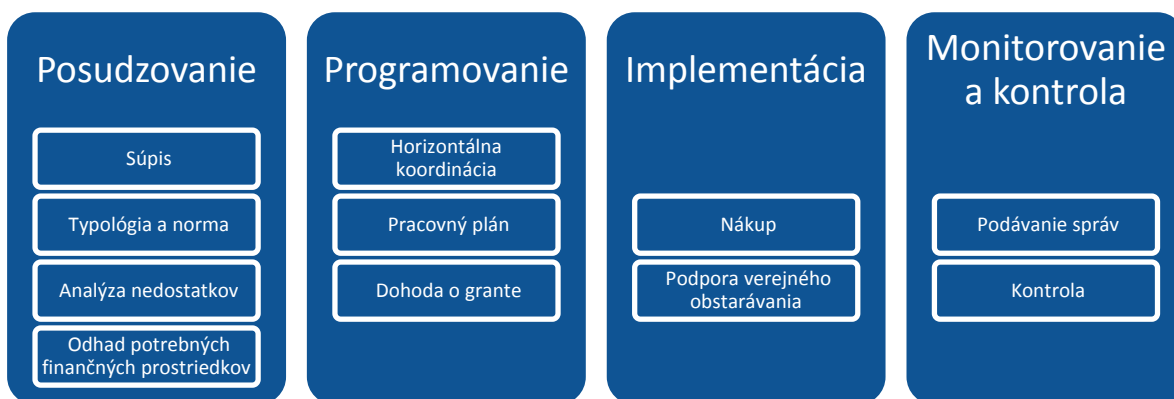 Posudzovanie
Súpis
Typológia a norma
Analýza nedostatkov
Odhad potrebných
finančných prostriedkov
Programovanie
Horizontálna
koordinácia
Pracovný plán
Dohoda o grante
Implementácia
Nákup
Podpora verejného
obstarávania
Monitorovanie
a kontrola
Podávanie správ
Kontrola